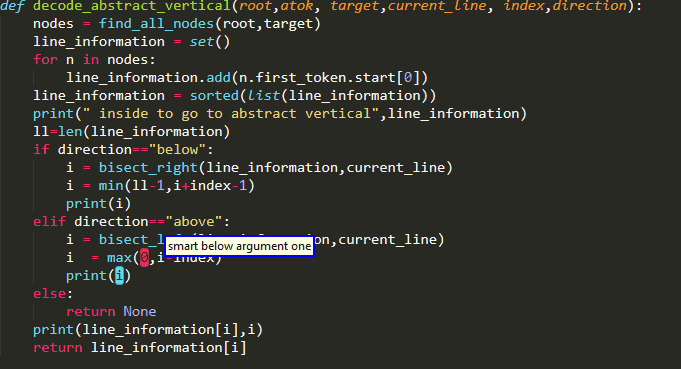 def decode_abstract_vertical(root,atok, target,current_line, index,direction):
    nodes = find_all_nodes(root,target)
    line_information = set()
    for n in nodes:
        line_information.add(n.first_token.start[0])
    line_information = sorted(list(line_information))
    print(" inside to go to abstract vertical",line_information)
    ll=len(line_information)
    if direction=="below":
        i = bisect_right(line_information,current_line)
        i = min(ll-1,i+index-1)
        print(i)
    elif direction=="above":
        i = bisect_l
smart below argument one
on,current_line)
        i  = max(0,i-index)
        print(i)
    else:
        return None
    print(line_information[i],i)
    return line_information[i]